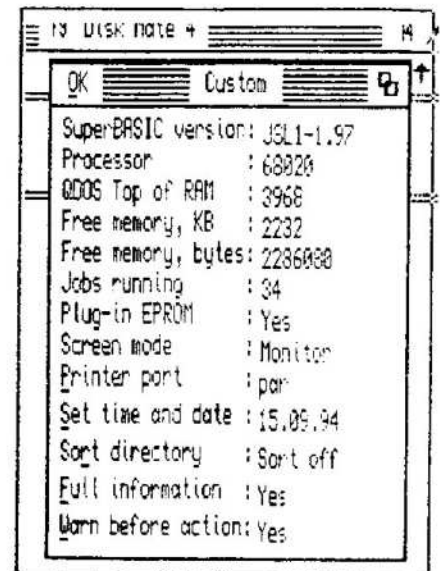 Disk Mate 4
OK Custom
SuperBASIC version: JSL1-1.97
Processor : 68020
QDOS Top of RAM : 3968
Free memory, KB : 2232
Free memory, bytes: 2286080
Jobs running : 34
Plug-in EPROM : Yes
Screen mode : Monitor
Printer port : par
Set time and date : 15.09.94
Sort directory : Sort off
Full information : Yes
Warn before action: Yes